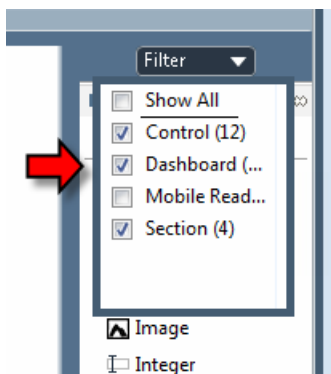 Filter
Show All
Control (12)
Dashboard (...
Mobile Read...
Section (4)
Image
Integer